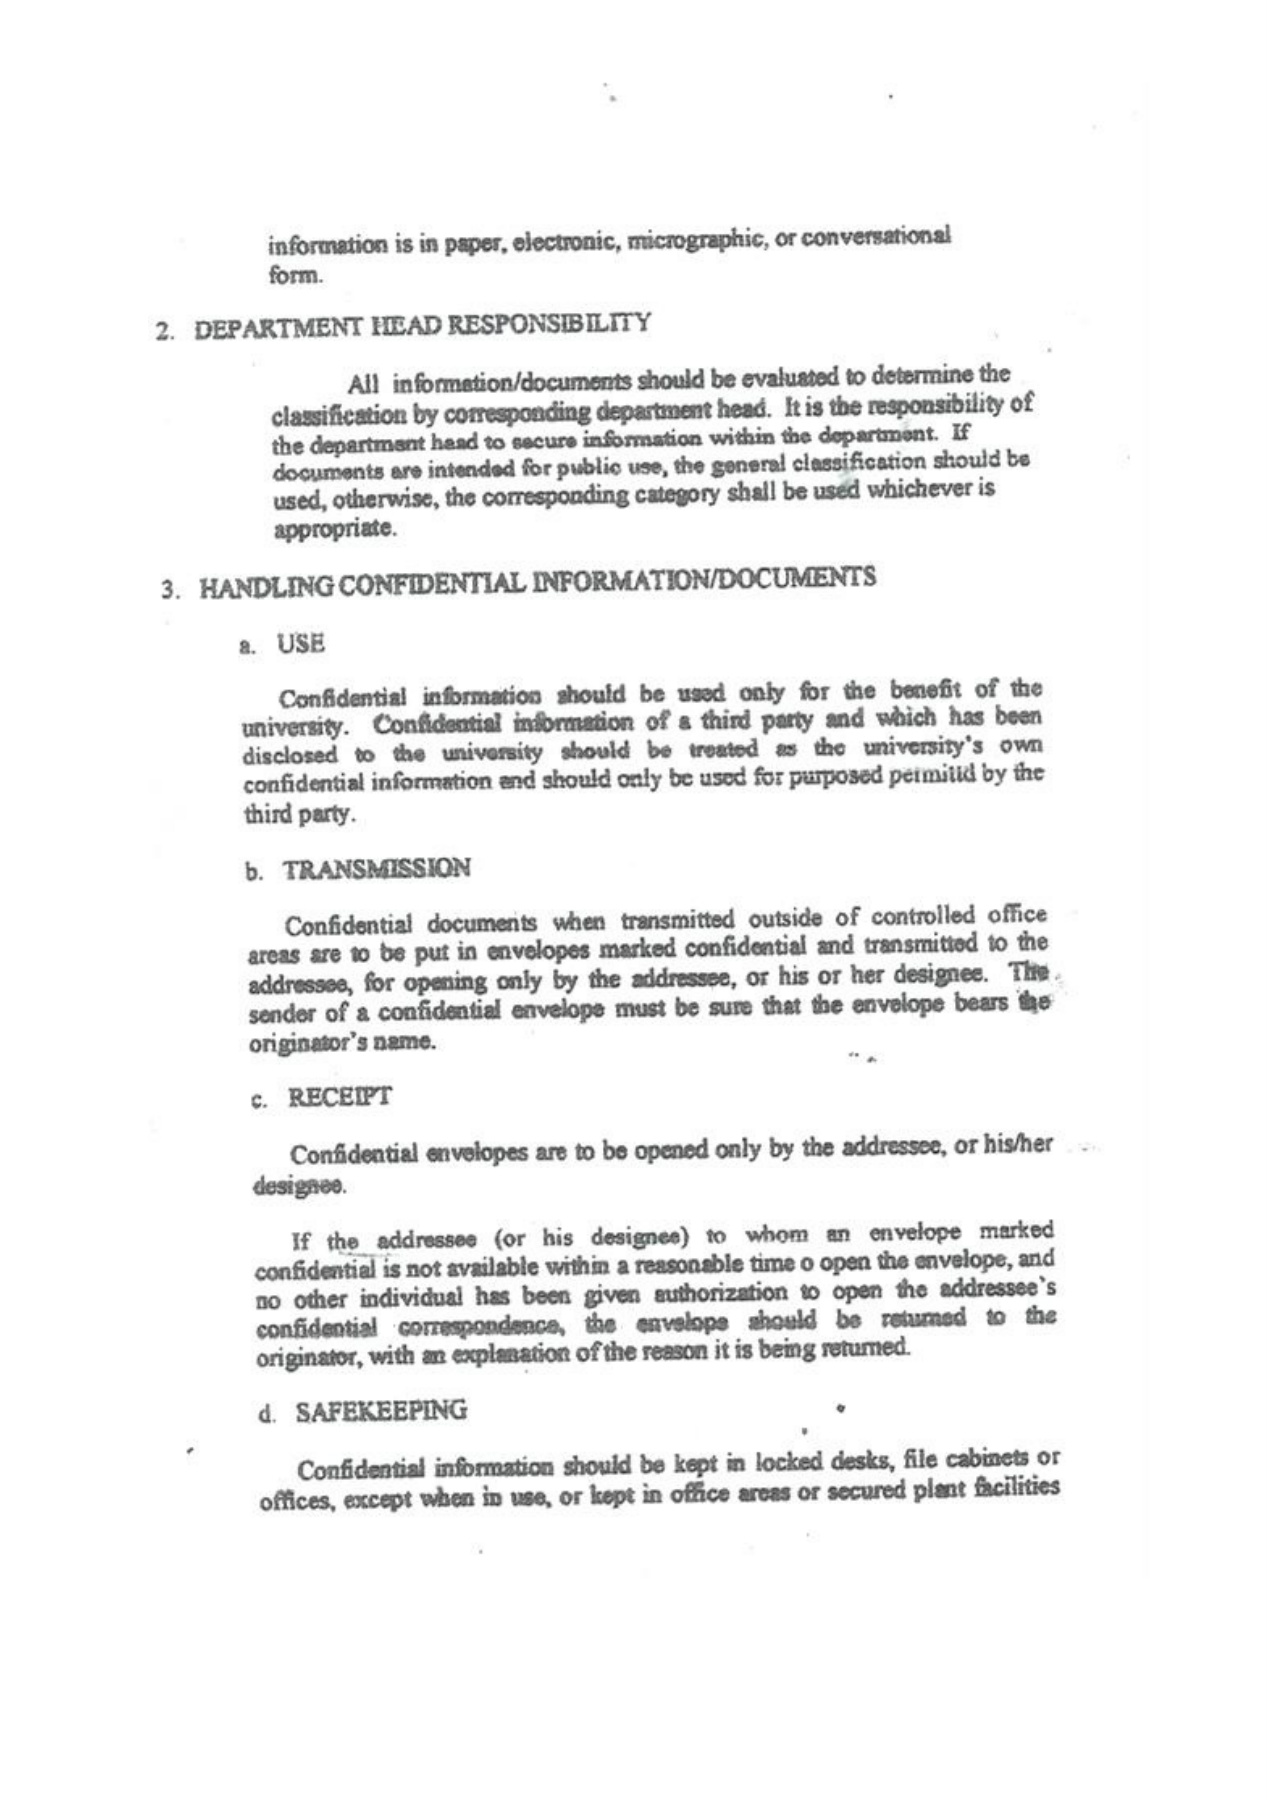 information is in paper, electronic, micrographic, or conversational
form.
2. DEPARTMENT HEAD RESPONSIBILITY
All information/documents should be evaluated to determine the
classification by corresponding department head. It is the responsibility of
the department head to secure information within the department. If
documents are intended for public use, the general classification should be
used, otherwise, the corresponding category shall be used whichever is
appropriate.
3. HANDLING CONFIDENTIAL INFORMATION/DOCUMENTS
a. USE
Confidential information should be used only for the benefit of the
university. Confidential information of a third party and which has been
disclosed to the university should be treated as the university's own
confidential information and should only be used for purposed permitid by the
third party.
b. TRANSMISSION
Confidential documents when transmitted outside of controlled office
areas are to be put in envelopes marked confidential and transmitted to the
addressee, for opening only by the addressee, or his or her designee. The
sender of a confidential envelope must be sure that the envelope bears the
originator's name.
c. RECEIPT
Confidential envelopes are to be opened only by the addressee, or his/her
designee.
If the addressee (or his designee) to whom an envelope marked
confidential is not available within a reasonable time o open the envelope, and
no other individual has been given authorization to open the addressee's
confidential correspondence, the envelope should be returned to the
originator, with an explanation of the reason it is being returned.
d. SAFEKEEPING
Confidential information should be kept in locked desks, file cabinets or
offices, except when in use, or kept in office areas or secured plant facilities